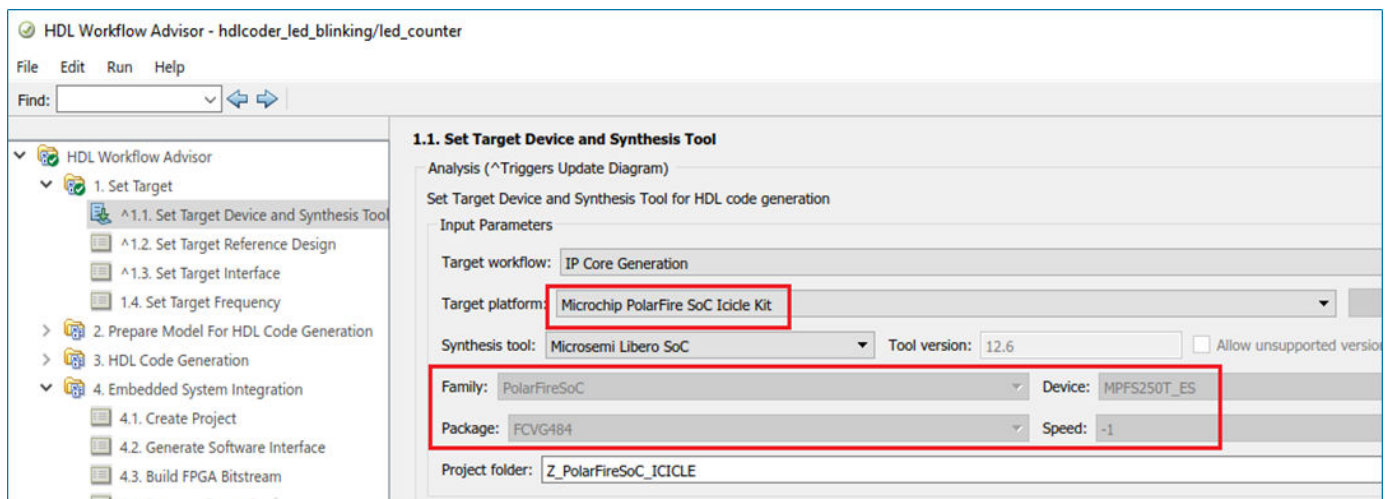 HDL Workflow Advisor - hdlcoder_led_blinking/led_counter
File Edit Run Help
Find:
HDL Workflow Advisor
1. Set Target
^1.1. Set Target Device and Synthesis Tool
^1.2. Set Target Reference Design
^1.3. Set Target Interface
1.4. Set Target Frequency
2. Prepare Model For HDL Code Generation
3. HDL Code Generation
4. Embedded System Integration
4.1. Create Project
4.2. Generate Software Interface
4.3. Build FPGA Bitstream
1.1. Set Target Device and Synthesis Tool
Analysis (^Triggers Update Diagram)
Set Target Device and Synthesis Tool for HDL code generation
Input Parameters
Target workflow: IP Core Generation
Target platform: Microchip PolarFire SoC Icicle Kit
Synthesis tool: Microsemi Libero SoC Tool version: 12.6 Allow unsupported versio
Family: PolarFireSoC Device: MPFS250T_ES
Package: FCVG484 Speed: -1
Project folder: Z_PolarFireSoC_ICICLE